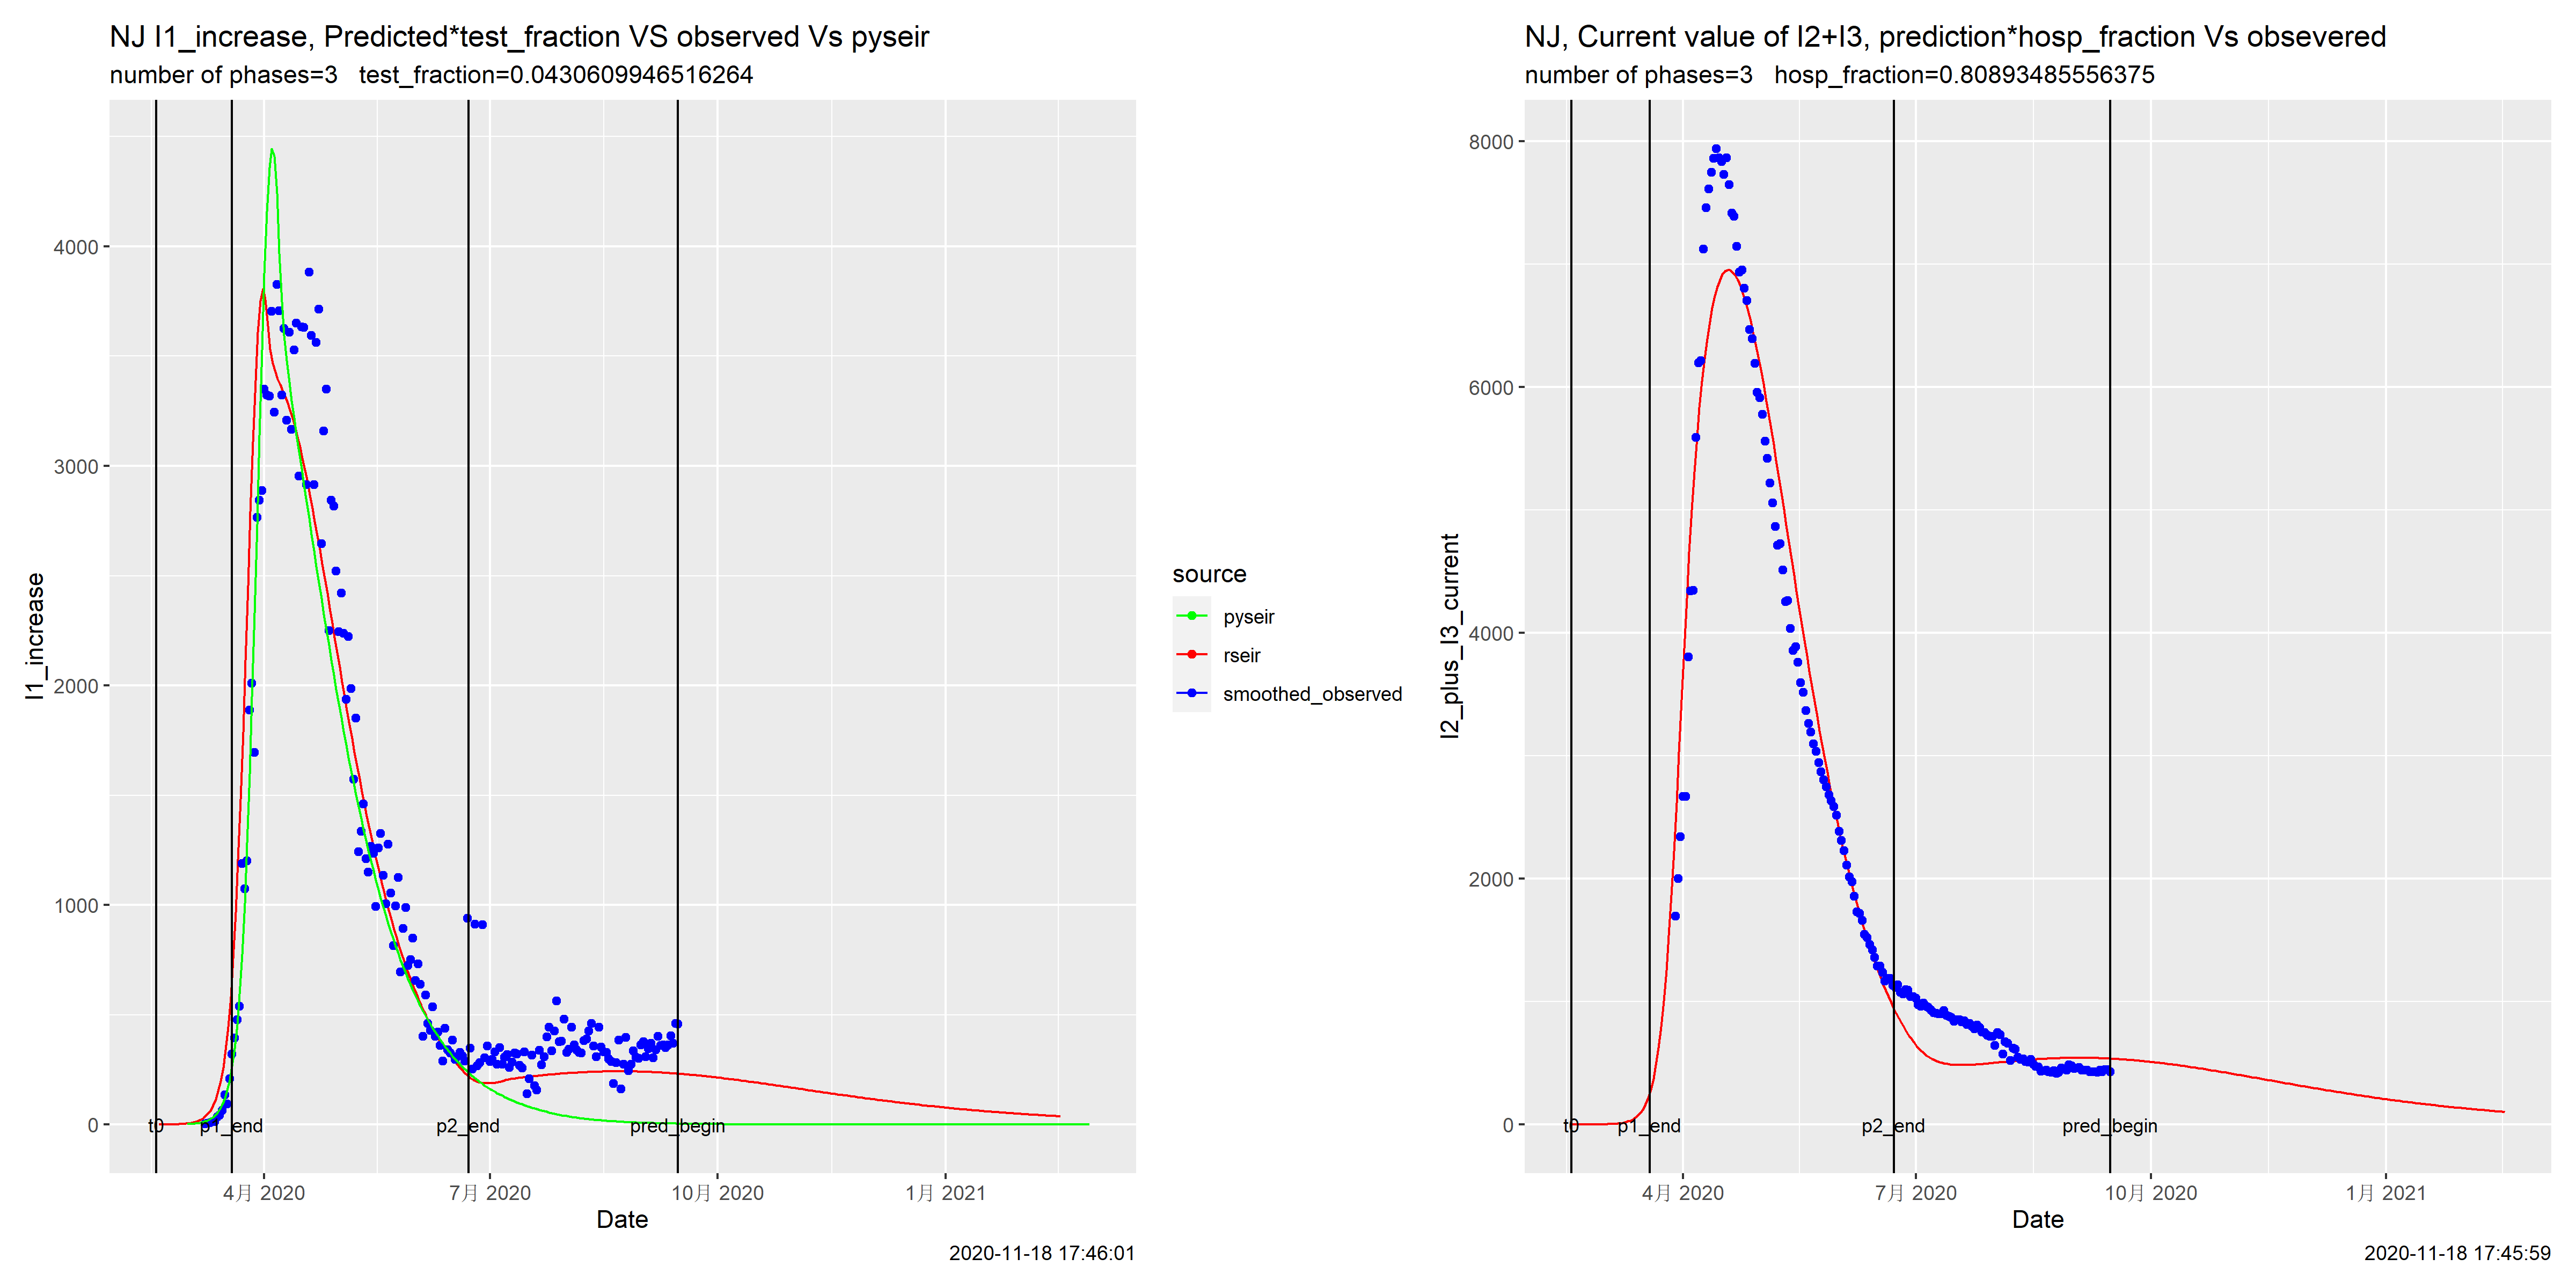 NJ I1_increase, Predicted*test_fraction VS observed Vs pyseir
number of phases=3 test_fraction=0.0430609946516264
I1_increase
4000
3000
2000
1000
0
t0 p1_end p2_end pred_begin
4月 2020 7月 2020 10月 2020 1月 2021
Date
2020-11-18 17:46:01
source
pyseir
rseir
smoothed_observed
NJ, Current value of I2+I3, prediction*hosp_fraction Vs obsevered
number of phases=3 hosp_fraction=0.80893485556375
I2_plus_I3_current
8000
6000
4000
2000
0
t0 p1_end p2_end pred_begin
4月 2020 7月 2020 10月 2020 1月 2021
Date
2020-11-18 17:45:59